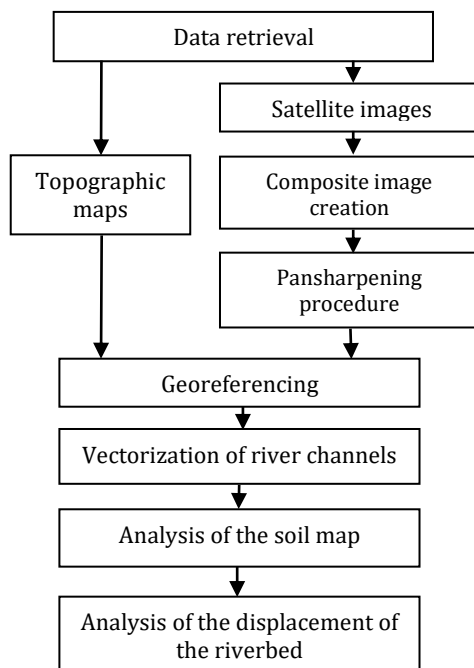 Data retrieval
Satellite images
Topographic
maps
Composite image
creation
Pansharpening
procedure
Georeferencing
Vectorization of river channels
Analysis of the soil map
Analysis of the displacement of
the riverbed